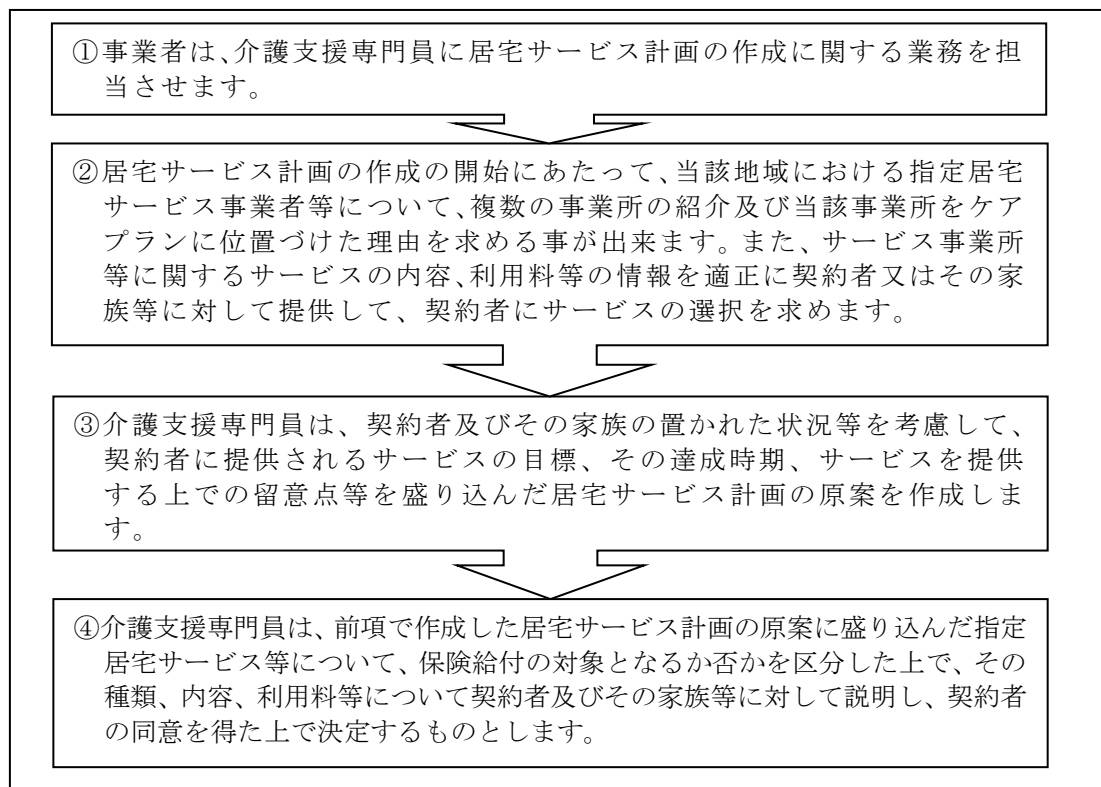 ①事業者は、介護支援専門員に居宅サービス計画の作成に関する業務を担
当させます。
②居宅サービス計画の作成の開始にあたって、当該地域における指定居宅
サービス事業者等について、複数の事業所の紹介及び当該事業所をケア
プランに位置づけた理由を求める事が出来ます。また、サービス事業所
等に関するサービスの内容、利用料等の情報を適正に契約者又はその家
族等に対して提供して、契約者にサービスの選択を求めます。
③介護支援専門員は、契約者及びその家族の置かれた状況等を考慮して、
契約者に提供されるサービスの目標、その達成時期、サービスを提供
する上での留意点等を盛り込んだ居宅サービス計画の原案を作成しま
す。
④介護支援専門員は、前項で作成した居宅サービス計画の原案に盛り込んだ指定
居宅サービス等について、保険給付の対象となるか否かを区分した上で、その
種類、内容、利用料等について契約者及びその家族等に対して説明し、契約者
の同意を得た上で決定するものとします。